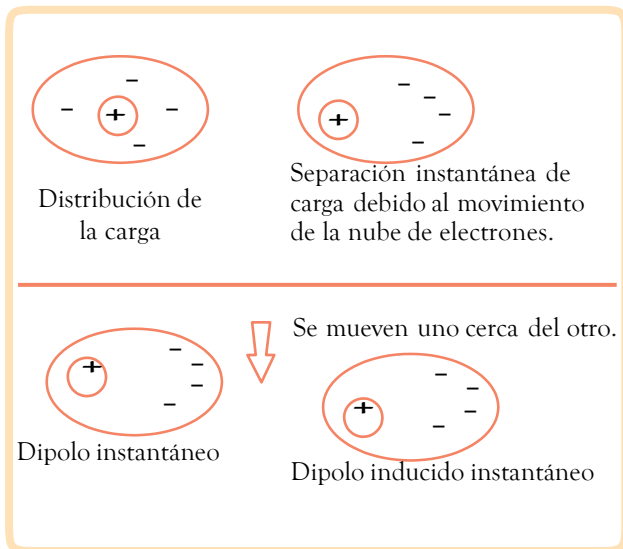 Distribución de
la carga
Separación instantánea de
carga debido al movimiento
de la nube de electrones.
Se mueven uno cerca del otro.
Dipolo instantáneo
Dipolo inducido instantáneo